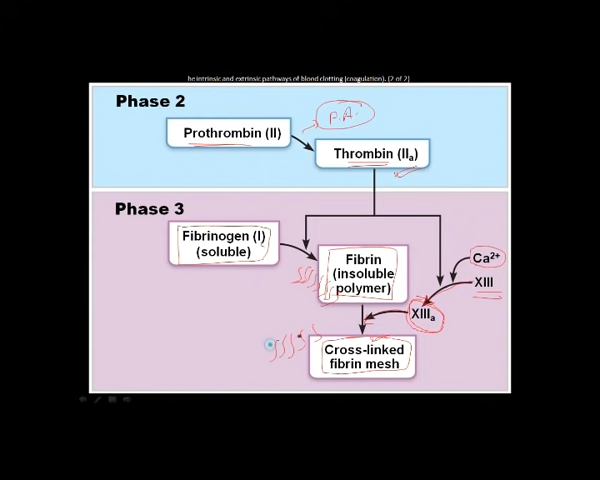 he intrinsic and extrinsic pathways of blood clotting (coagulation). (2 of 2)
Phase 2
P.A.
Prothrombin (II)
Thrombin (IIa)
Phase 3
Fibrinogen (I)
(soluble)
Fibrin
(insoluble
polymer)
Ca2+
XIII
XIIIa
Cross-linked
fibrin mesh